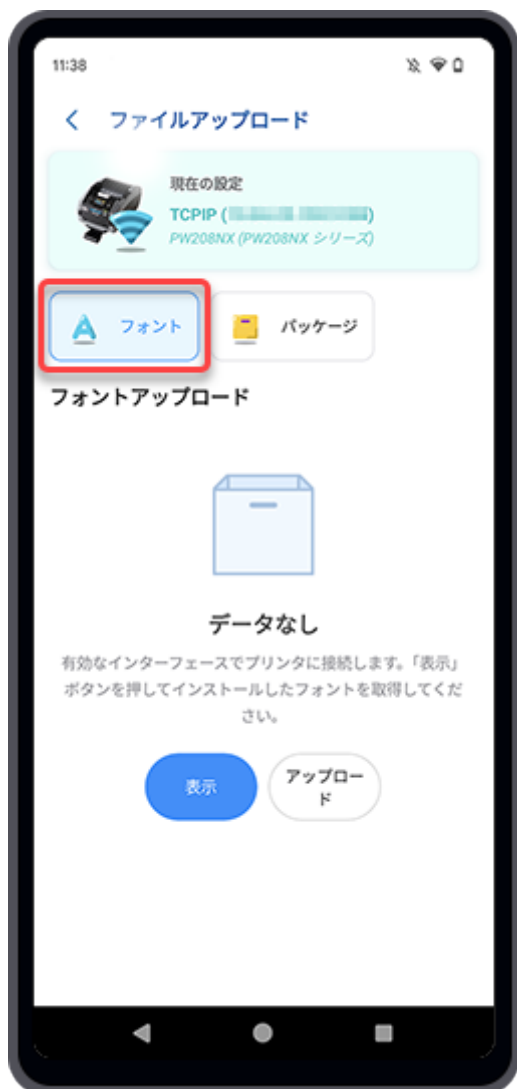 11:38
ファイルアップロード
現在の設定
TCPIP ( )
PW208NX (PW208NX シリーズ)
フォント
パッケージ
フォントアップロード
データなし
有効なインターフェースでプリンタに接続します。「表示」
ボタンを押してインストールしたフォントを取得してくだ
さい。
表示
アップロー
ド